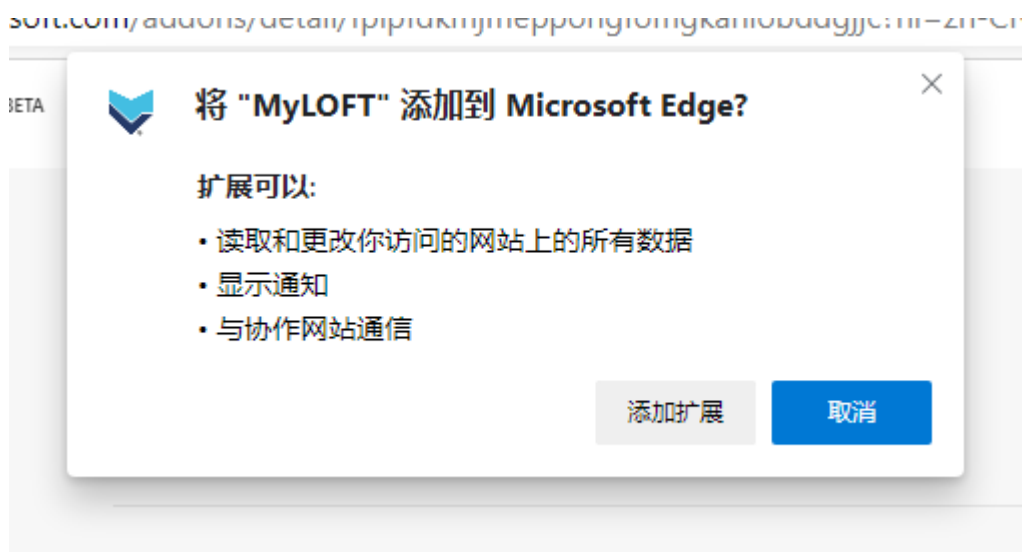 BETA
将 "MyLOFT" 添加到 Microsoft Edge?
扩展可以:
• 读取和更改你访问的网站上的所有数据
• 显示通知
• 与协作网站通信
添加扩展
取消